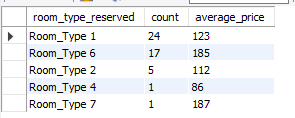 room_type_reserved count average_price
Room_Type 1 24 123
Room_Type 6 17 185
Room_Type 2 5 112
Room_Type 4 1 86
Room_Type 7 1 187